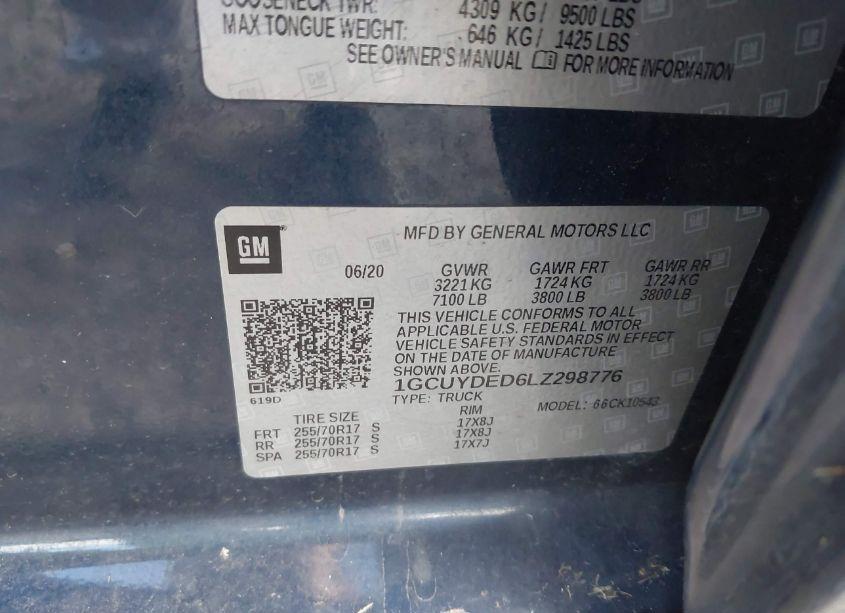 GOOSENECK TWR:
4309 KG / 9500 LBS
MAX TONGUE WEIGHT: 646 KG / 1425 LBS
SEE OWNER'S MANUAL FOR MORE INFORMATION
GM
MFD BY GENERAL MOTORS LLC
06/20 GVWR GAWR FRT GAWR RR
3221 KG 1724 KG 1724 KG
7100 LB 3800 LB 3800 LB
THIS VEHICLE CONFORMS TO ALL
APPLICABLE U.S. FEDERAL MOTOR
VEHICLE SAFETY STANDARDS IN EFFECT
ON THE DATE OF MANUFACTURE
SHOWN ABOVE.
1GCUYDED6LZ298776
619D
TYPE: TRUCK MODEL: 66CK10543
TIRE SIZE RIM
FRT 255/70R17 S 17X8J
RR 255/70R17 S 17X8J
SPA 255/70R17 S 17X7J